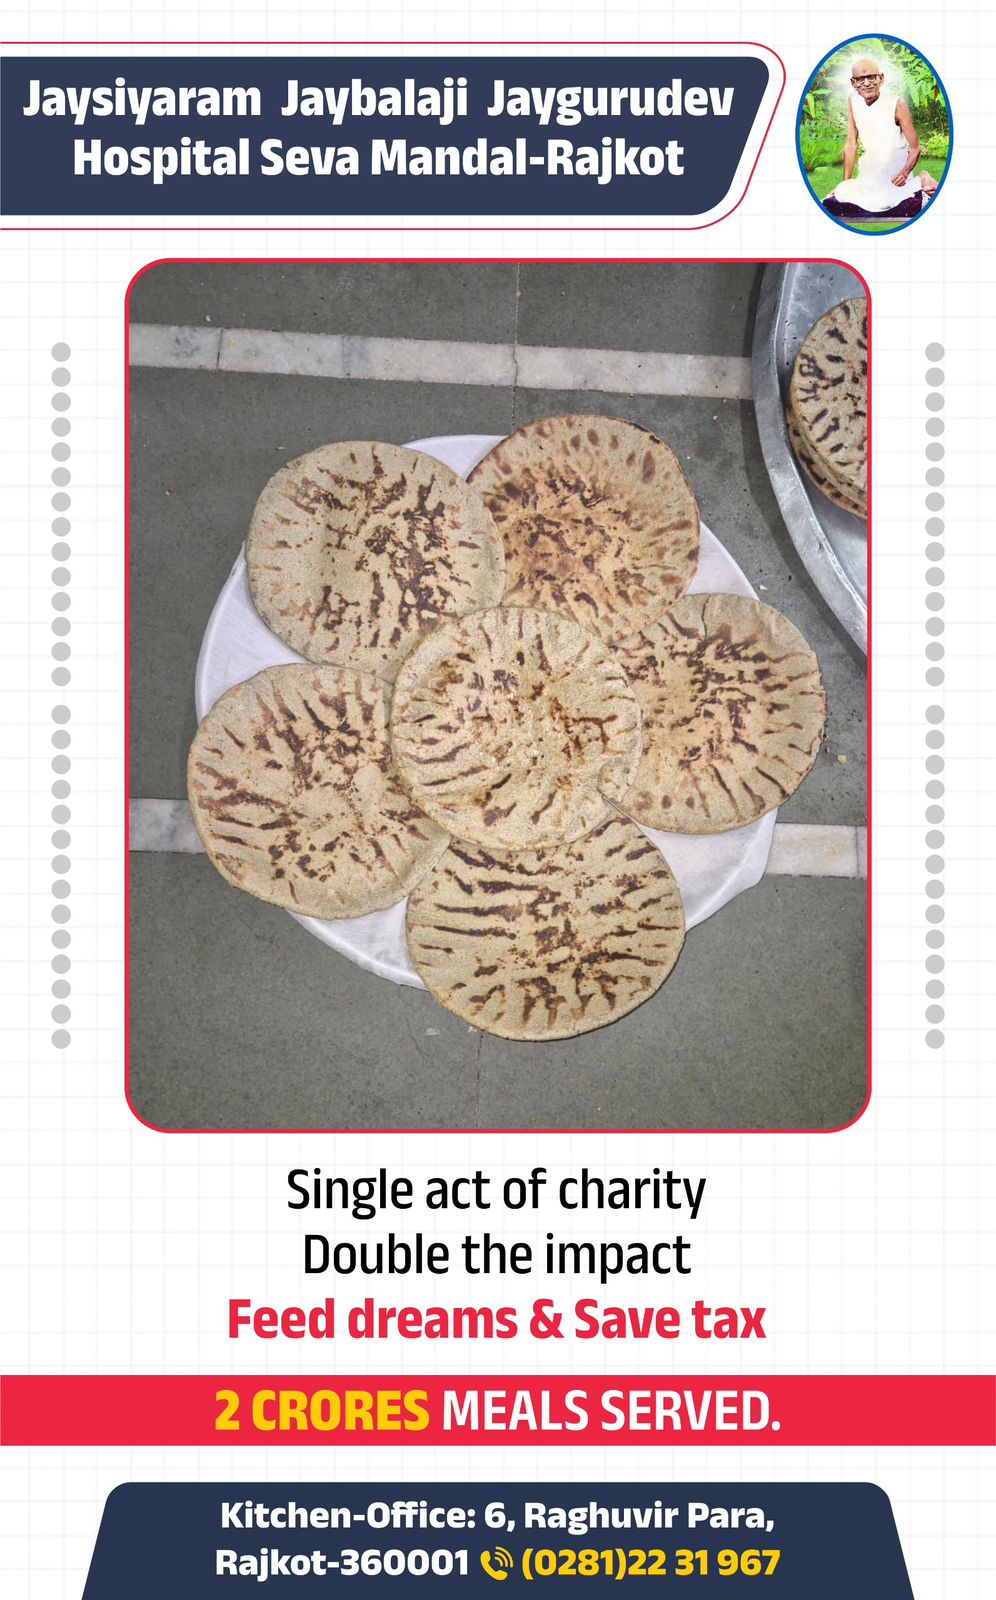 Jaysiyaram Jaybalaji Jaygurudev
Hospital Seva Mandal-Rajkot
Single act of charity
Double the impact
Feed dreams & Save tax
2 CRORES MEALS SERVED.
Kitchen-Office: 6, Raghuvir Para,
Rajkot-360001 (0281)22 31 967